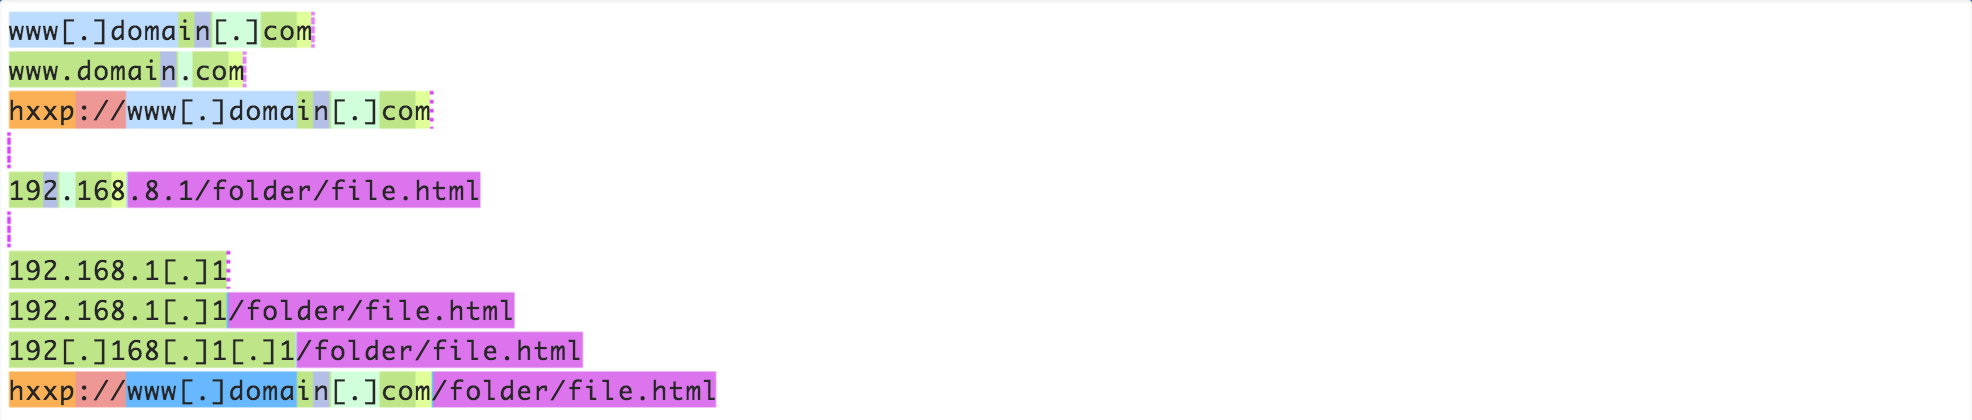 www[.]domain[.]com
www.domain.com
hxxp://www[.]domain[.]com
192.168.8.1/folder/file.html
192.168.1[.]1
192.168.1[.]1/folder/file.html
192[.]168[.]1[.]1/folder/file.html
hxxp://www[.]domain[.]com/folder/file.html